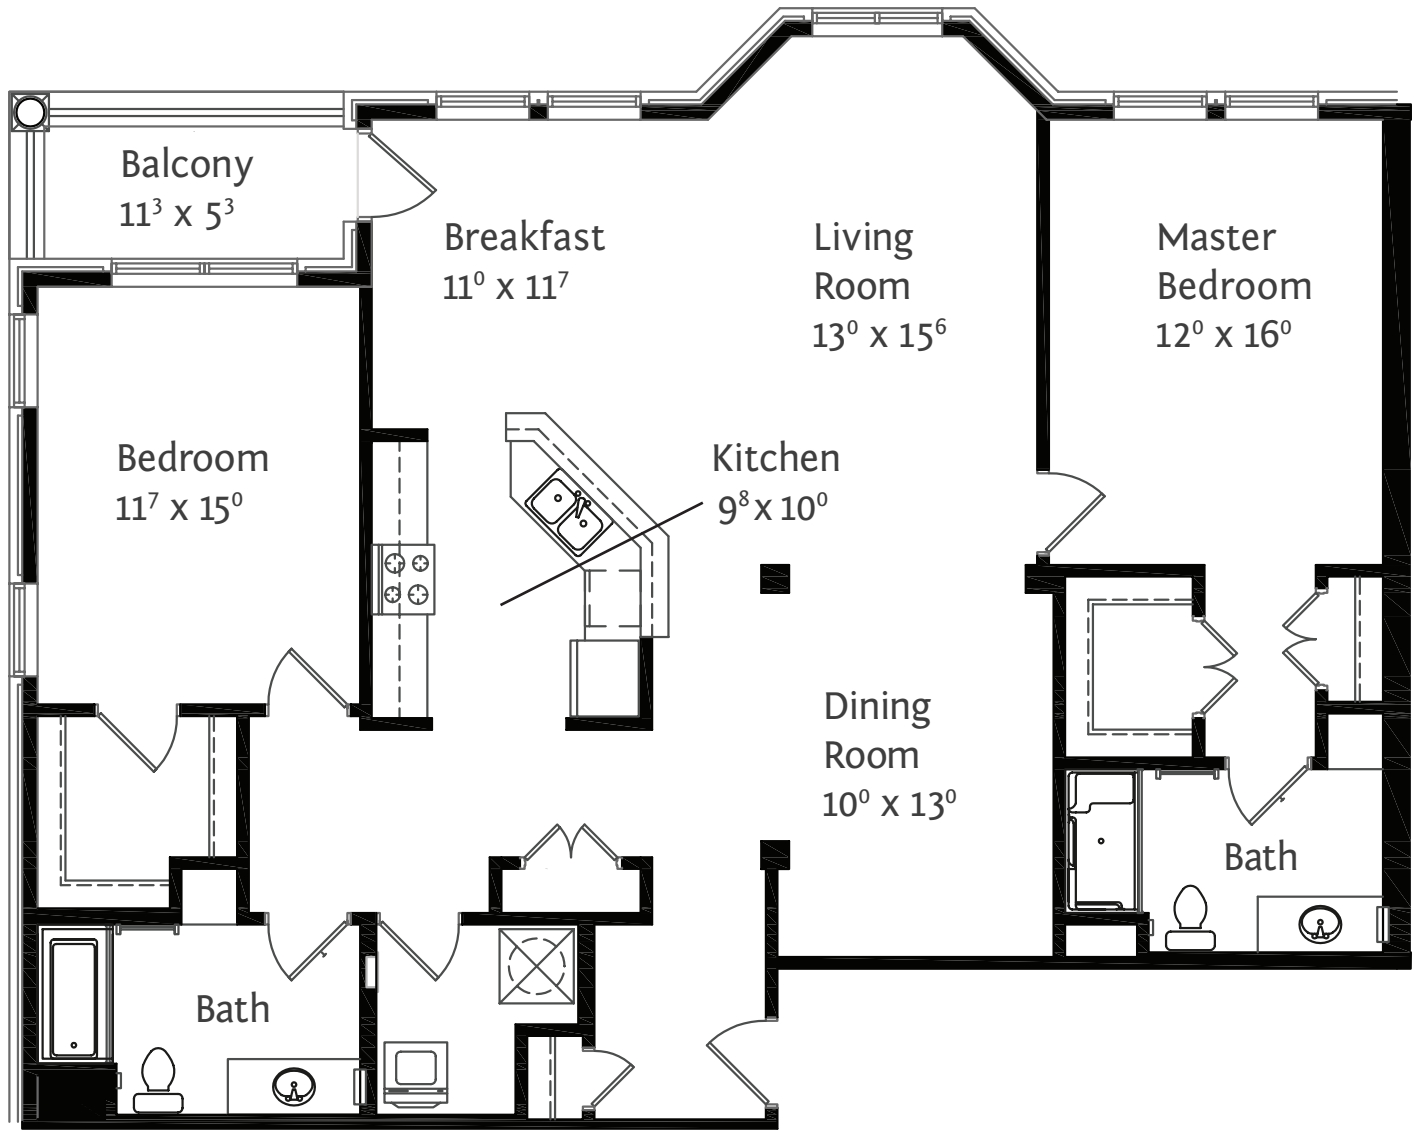 Balcony
11³ x 5³
Breakfast
11⁰ x 11⁷
Living
Room
13⁰ x 15⁶
Master
Bedroom
12⁰ x 16⁰
Bedroom
11⁷ x 15⁰
Kitchen
9⁸ x 10⁰
Dining
Room
10⁰ x 13⁰
Bath
Bath